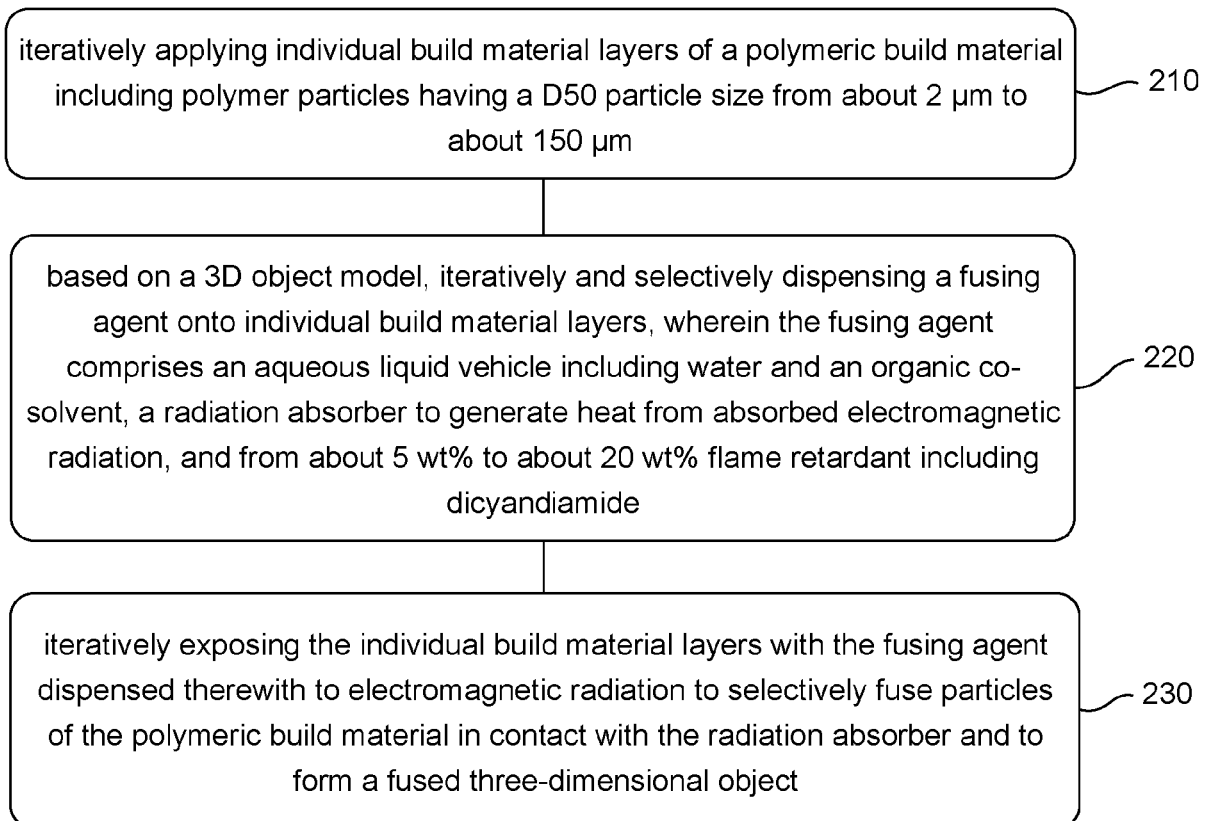 iteratively applying individual build material layers of a polymeric build material
including polymer particles having a D50 particle size from about 2 µm to
about 150 µm
210
based on a 3D object model, iteratively and selectively dispensing a fusing
agent onto individual build material layers, wherein the fusing agent
comprises an aqueous liquid vehicle including water and an organic co-
solvent, a radiation absorber to generate heat from absorbed electromagnetic
radiation, and from about 5 wt% to about 20 wt% flame retardant including
dicyandiamide
220
iteratively exposing the individual build material layers with the fusing agent
dispensed therewith to electromagnetic radiation to selectively fuse particles
of the polymeric build material in contact with the radiation absorber and to
form a fused three-dimensional object
230